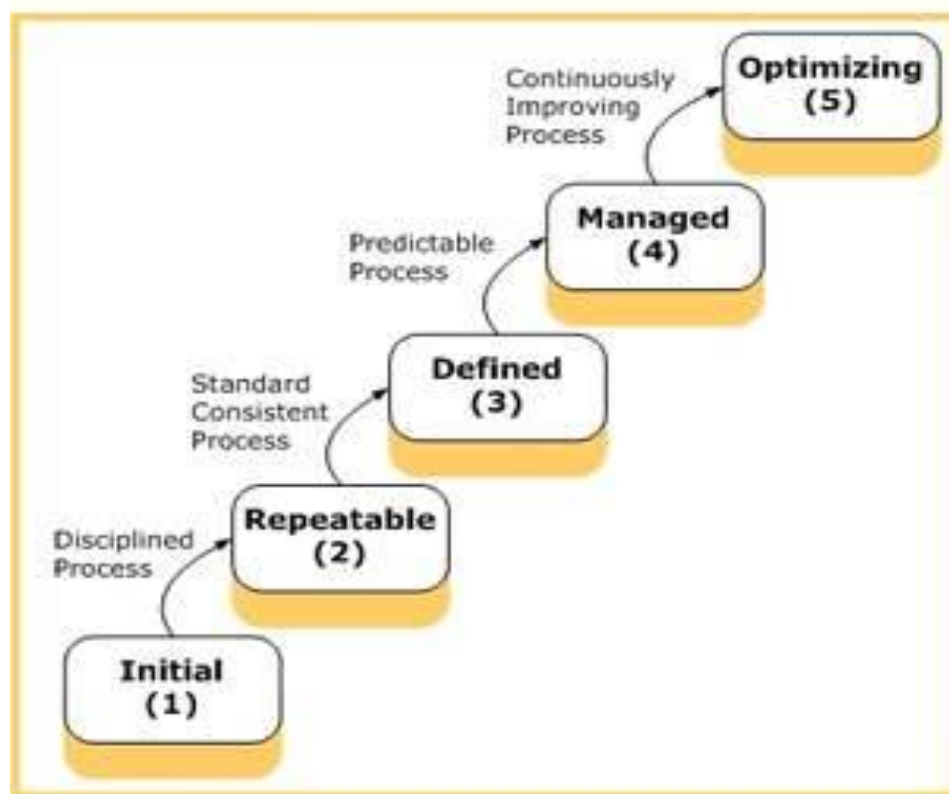 Optimizing
(5)
Continuously
Improving
Process
Managed
(4)
Predictable
Process
Defined
(3)
Standard
Consistent
Process
Repeatable
(2)
Disciplined
Process
Initial
(1)